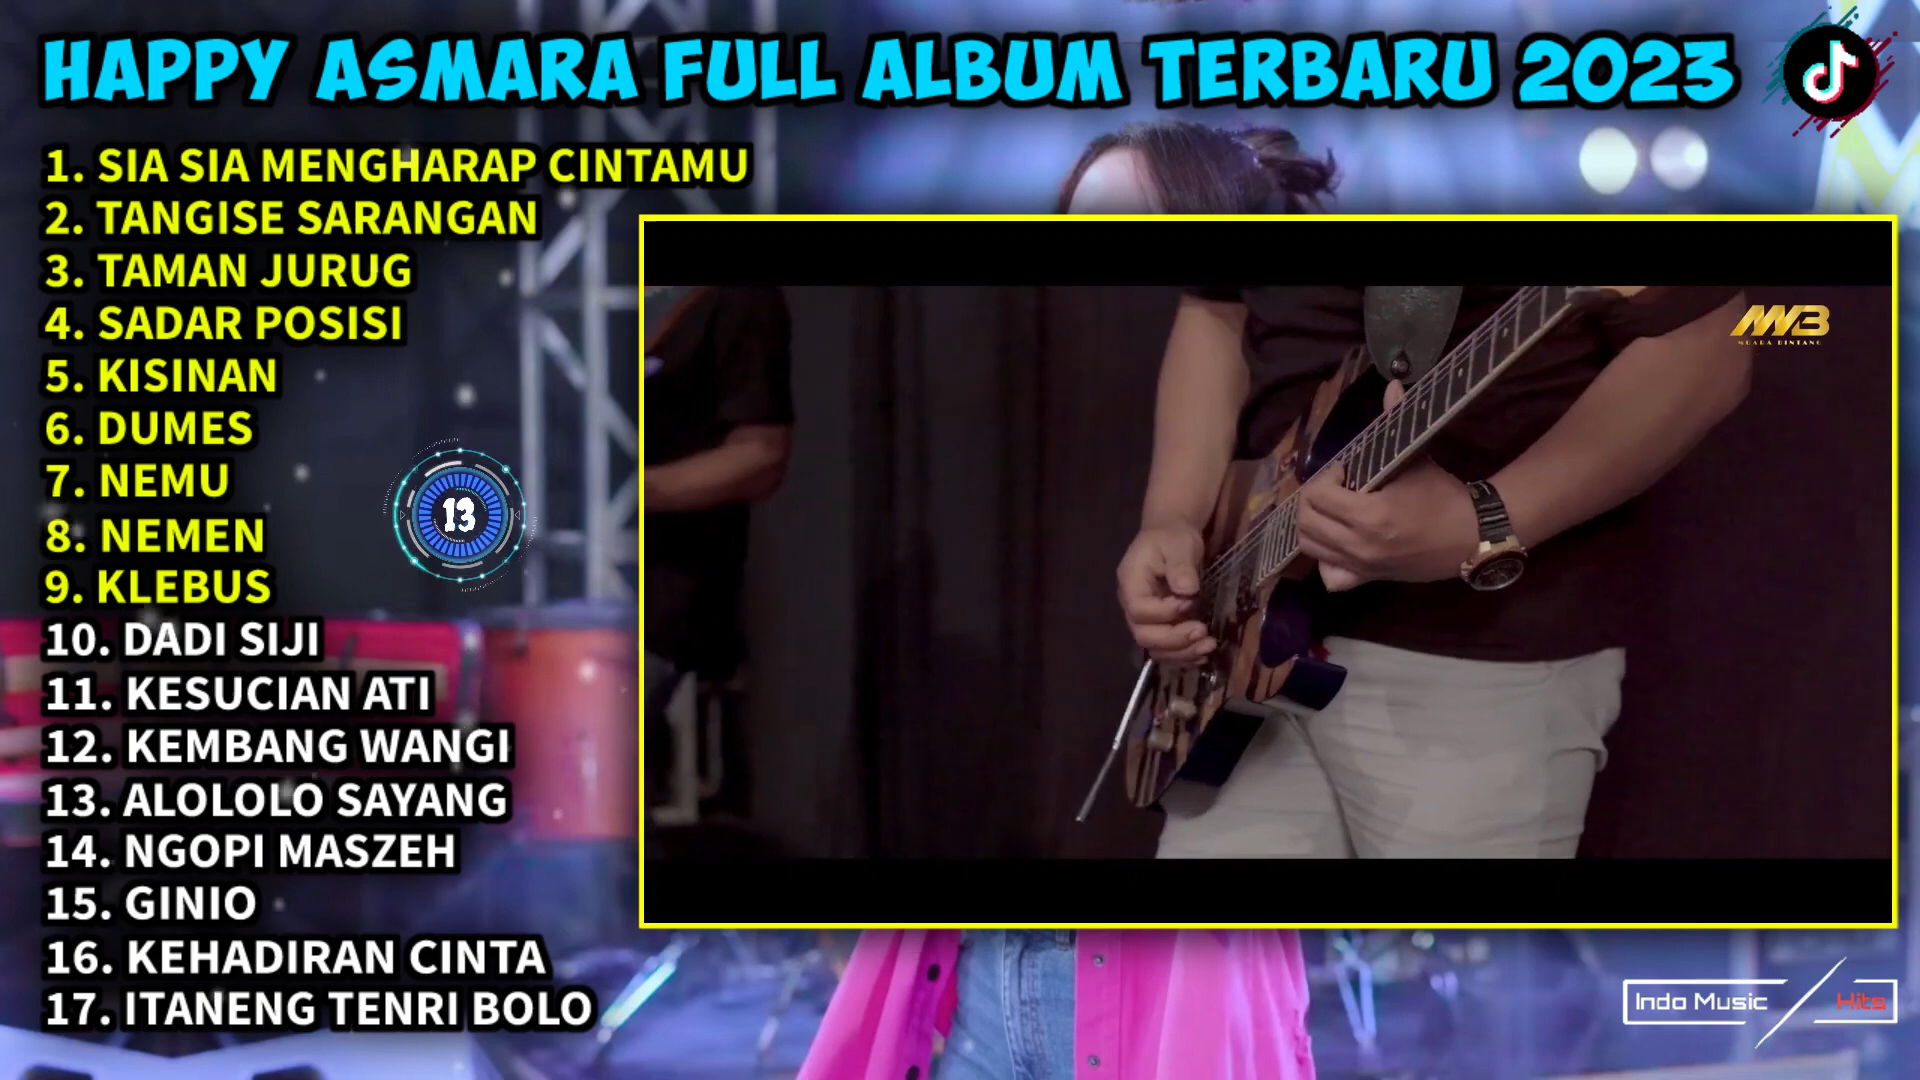 HAPPY ASMARA FULL ALBUM TERBARU 2023
1. SIA SIA MENGHARAP CINTAMU
2. TANGISE SARANGAN
3. TAMAN JURUG
4. SADAR POSISI
5. KISINAN
6. DUMES
7. NEMU
8. NEMEN
9. KLEBUS
10. DADI SIJI
11. KESUCIAN ATI
12. KEMBANG WANGI
13. ALOLOLO SAYANG
14. NGOPI MASZEH
15. GINIO
16. KEHADIRAN CINTA
17. ITANENG TENRI BOLO
13
MB
MUARA BINTANG
Indo Music Hits